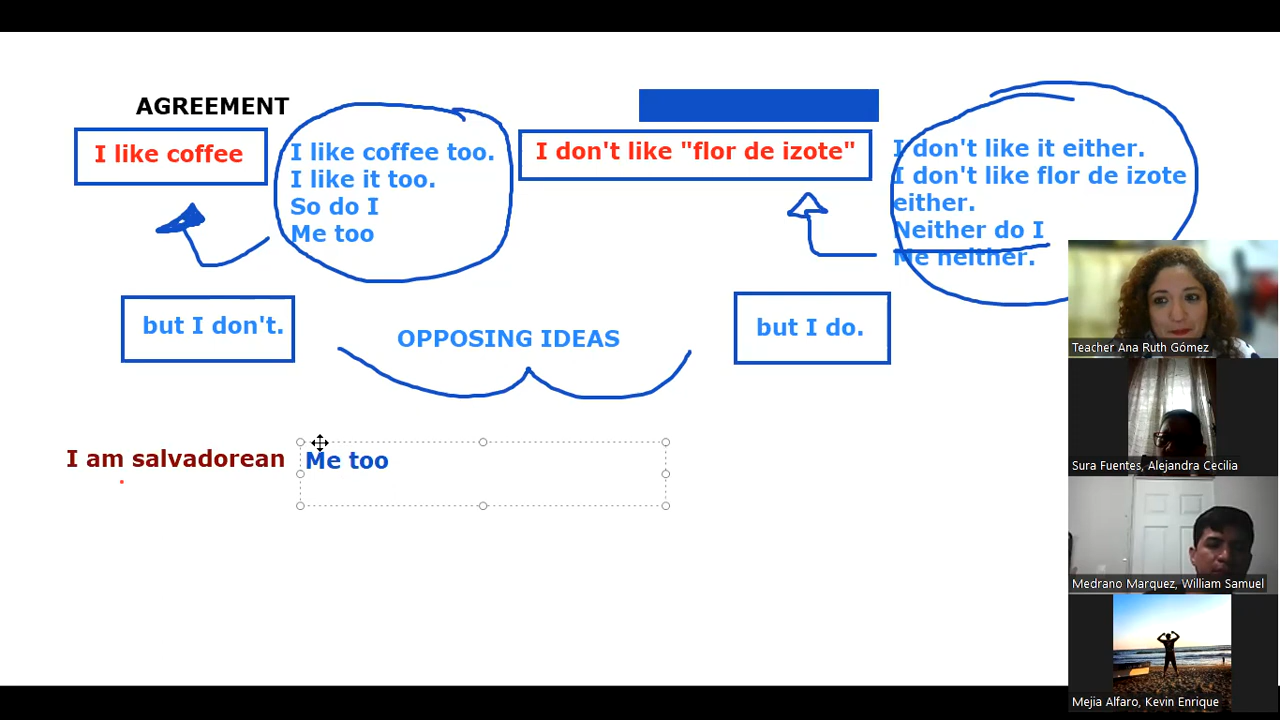 AGREEMENT
I like coffee
I like coffee too.
I like it too.
So do I
Me too
I don't like "flor de izote"
I don't like it either.
I don't like flor de izote
either.
Neither do I
Me neither.
but I don't.
OPPOSING IDEAS
but I do.
I am salvadorean
Me too
Teacher Ana Ruth Gómez
Sura Fuentes, Alejandra Cecilia
Medrano Marquez, William Samuel
Mejia Alfaro, Kevin Enrique